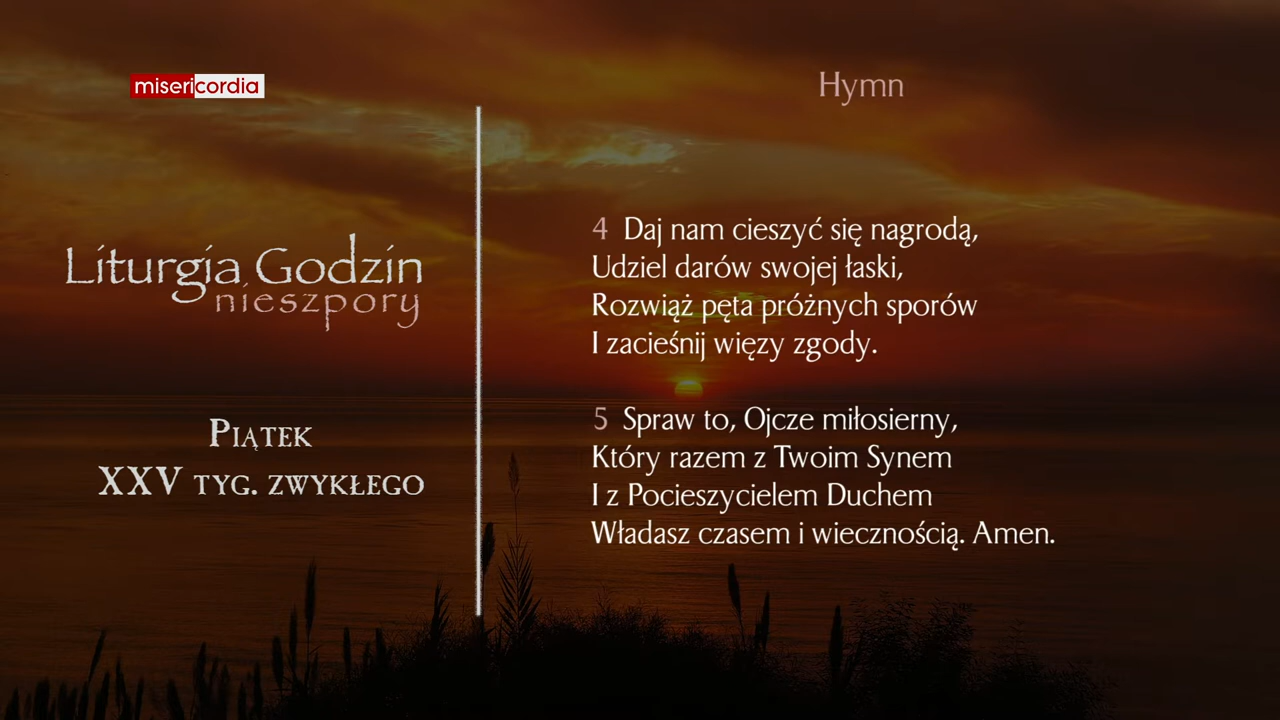 misericordia
Hymn
Liturgia Godzin
nieszpory
Piątek
XXV tyg. zwykłego
4 Daj nam cieszyć się nagrodą,
Udziel darów swojej łaski,
Rozwiąż pęta próżnych sporów
I zacieśnij więzy zgody.
5 Spraw to, Ojcze miłosierny,
Który razem z Twoim Synem
I z Pocieszycielem Duchem
Władasz czasem i wiecznością. Amen.